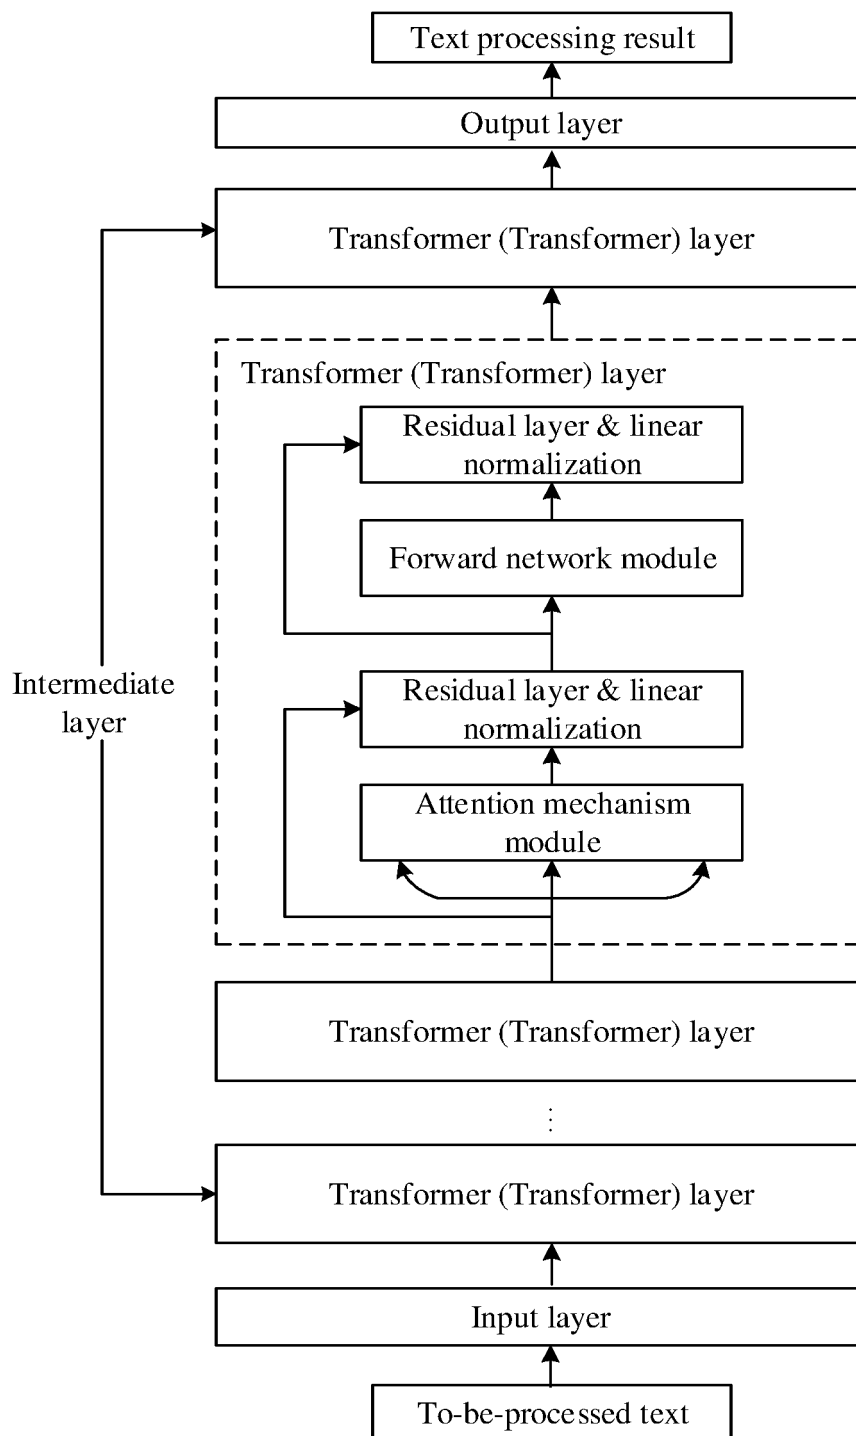 Text processing result
Output layer
Transformer (Transformer) layer
Transformer (Transformer) layer
Residual layer & linear
normalization
Forward network module
Intermediate
layer
Residual layer & linear
normalization
Attention mechanism
module
Transformer (Transformer) layer
⋮
Transformer (Transformer) layer
Input layer
To-be-processed text